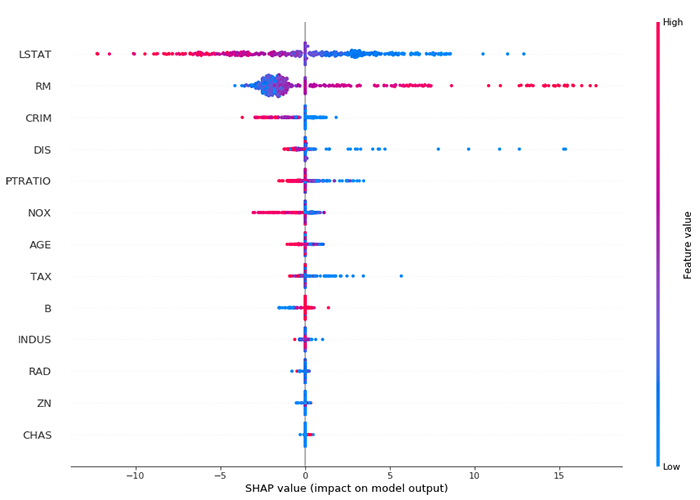 High
LSTAT
RM
CRIM
DIS
PTRATIO
NOX
AGE
TAX
B
INDUS
RAD
ZN
CHAS
Feature value
Low
−10 −5 0 5 10 15
SHAP value (impact on model output)